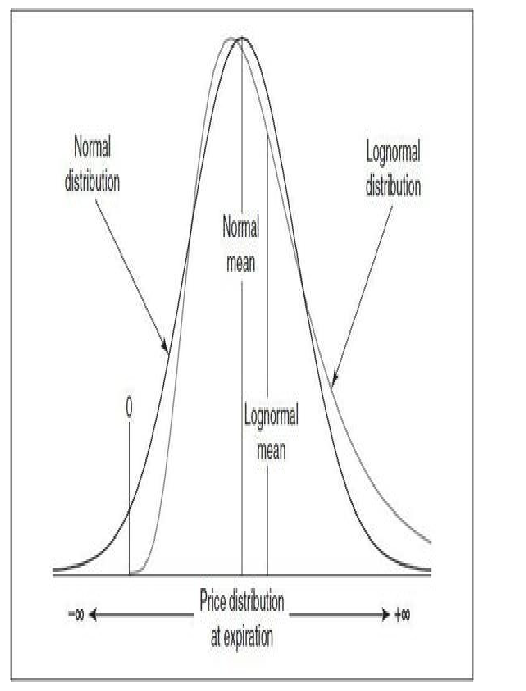 Normal
distribution
Lognormal
distribution
Normal
mean
0
Lognormal
mean
−∞
Price distribution
at expiration
+∞